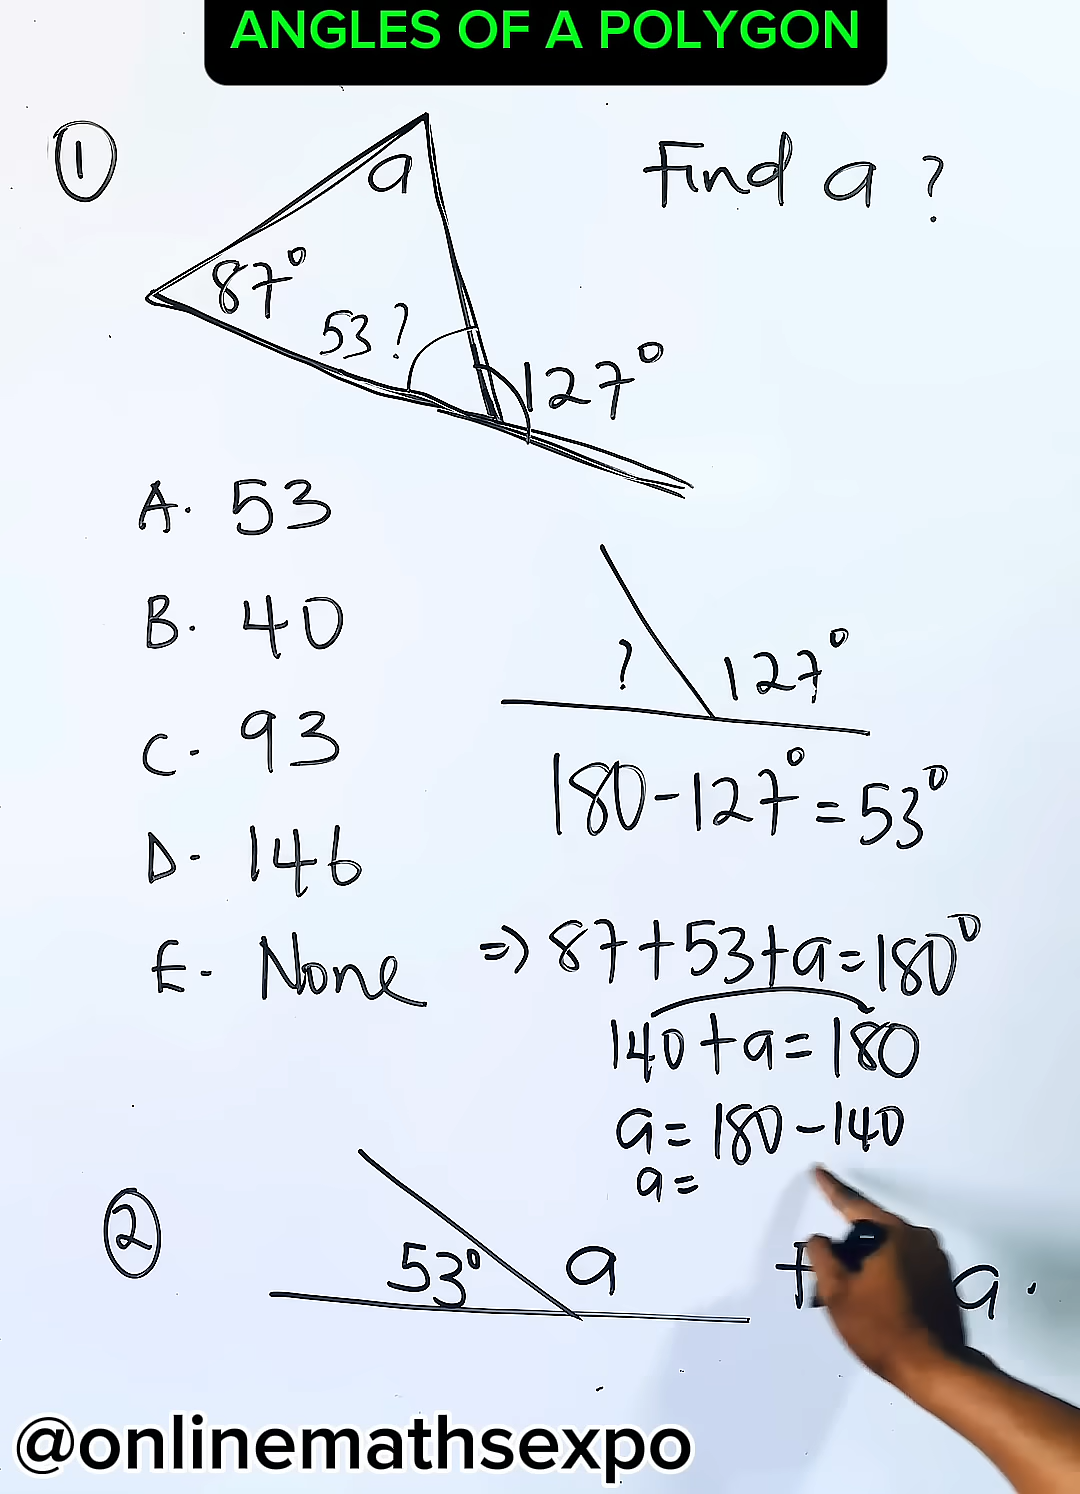 ANGLES OF A POLYGON
① Find a ?
a
87°
53?
127°
A. 53
B. 40
C- 93
D- 146
E- None
? 127°
180-127°=53°
⇒ 87+53+a=180°
140+a=180
a= 180-140
a=
②
53° a
a.
@onlinemathsexpo